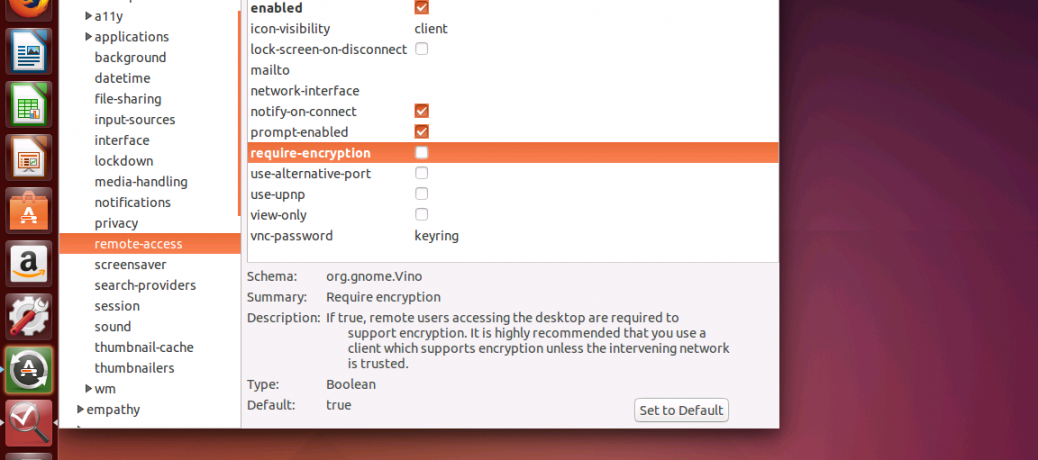 a11y
applications
background
datetime
file-sharing
input-sources
interface
lockdown
media-handling
notifications
privacy
remote-access
screensaver
search-providers
session
sound
thumbnail-cache
thumbnailers
wm
empathy
enabled
icon-visibility client
lock-screen-on-disconnect
mailto
network-interface
notify-on-connect
prompt-enabled
require-encryption
use-alternative-port
use-upnp
view-only
vnc-password keyring
Schema: org.gnome.Vino
Summary: Require encryption
Description: If true, remote users accessing the desktop are required to
support encryption. It is highly recommended that you use a
client which supports encryption unless the intervening network
is trusted.
Type: Boolean
Default: true
Set to Default